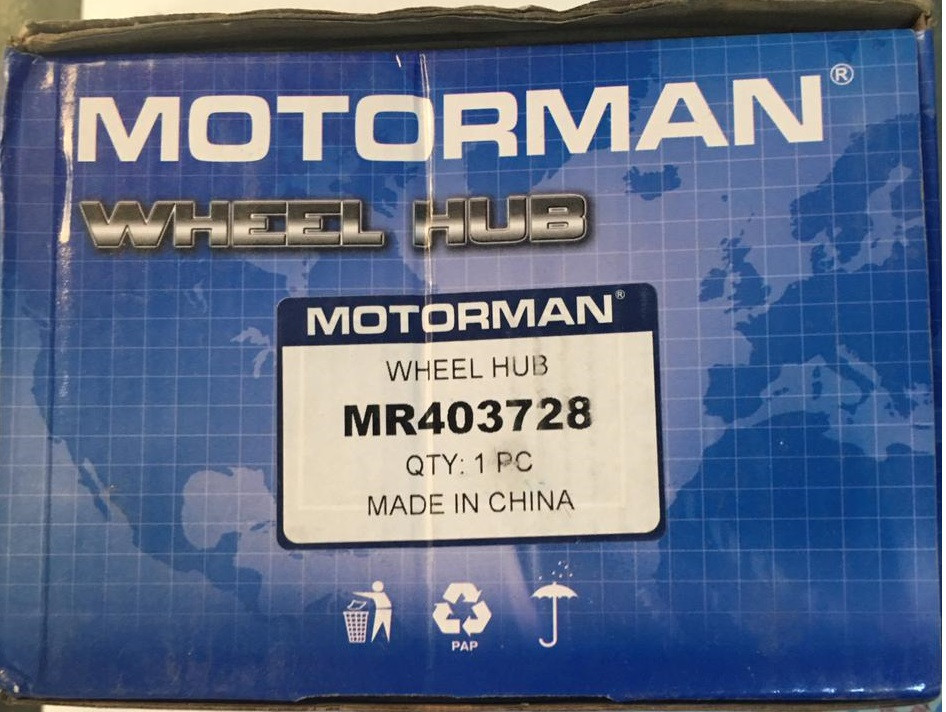 MOTORMAN®
WHEEL HUB
MOTORMAN®
WHEEL HUB
MR403728
QTY: 1 PC
MADE IN CHINA
PAP